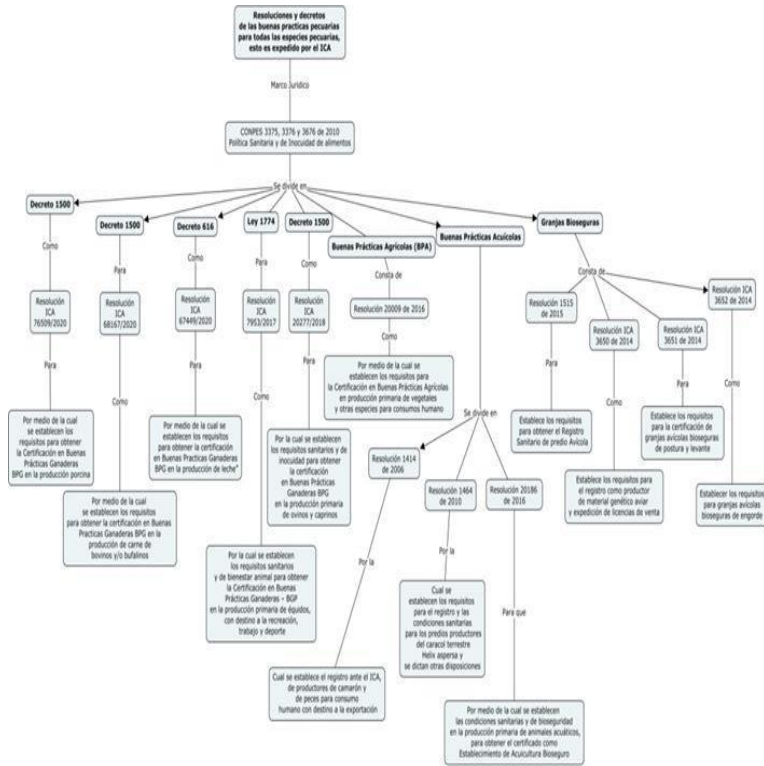 Resoluciones y decretos
de las buenas practicas pecuarias
para todas las especies pecuarias,
esto es expedido por el ICA
Marco Jurídico
CONPES 3375, 3376 y 3676 de 2010
Política Sanitaria y de Inocuidad de alimentos
Se divide en
Decreto 1500
Como
Resolución
ICA
76509/2020
Para
Por medio de la cual
se establecen los
requisitos para obtener
la Certificación en Buenas
Prácticas Ganaderas
BPG en la producción porcina
Decreto 1500
Para
Resolución
ICA
68167/2020
Como
Por medio de la cual
se establecen los requisitos
para obtener la certificación en Buenas
Practicas Ganaderas BPG en la
producción de carne de
bovinos y/o bufalinos
Decreto 616
Como
Resolución
ICA
67449/2020
Para
Por medio de la cual se
establecen los requisitos
para obtener la certificación
en Buenas Practicas Ganaderas
BPG en la producción de leche"
Ley 1774
Para
Resolución
ICA
7953/2017
Como
Por la cual se establecen
los requisitos sanitarios
y de bienestar animal para obtener
la Certificación en Buenas
Prácticas Ganaderas – BGP
en la producción primaria de équidos,
con destino a la recreación,
trabajo y deporte
Decreto 1500
Como
Resolución
ICA
20277/2018
Para
Por la cual se establecen
los requisitos sanitarios y de
inocuidad para obtener
la certificación
en Buenas Prácticas
Ganaderas BPG
en la producción primaria
de ovinos y caprinos
Buenas Prácticas Agrícolas (BPA)
Consta de
Resolución 20009 de 2016
Como
Por medio de la cual se
establecen los requisitos para
la Certificación en Buenas Prácticas Agrícolas
en producción primaria de vegetales
y otras especies para consumos humano
Buenas Prácticas Acuícolas
Se divide en
Resolución 1414
de 2006
Por la
Cual se establece el registro ante el ICA,
de productores de camarón y
de peces para consumo
humano con destino a la exportación
Resolución 1464
de 2010
Por la
Cual se
establecen los requisitos
para el registro y las
condiciones sanitarias
para los predios productores
del caracol terrestre
Helix aspersa y
se dictan otras disposiciones
Resolución 20186
de 2016
Para que
Por medio de la cual se establecen
las condiciones sanitarias y de bioseguridad
en la producción primaria de animales acuáticos,
para obtener el certificado como
Establecimiento de Acuicultura Bioseguro
Granjas Bioseguras
Consta de
Resolución 1515
de 2015
Para
Establece los requisitos
para obtener el Registro
Sanitario de predio Avícola
Resolución ICA
3650 de 2014
Como
Establece los requisitos para
el registro como productor
de material genético aviar
y expedición de licencias de venta
Resolución ICA
3651 de 2014
Para
Establece los requisitos
para la certificación de
granjas avícolas bioseguras
de postura y levante
Resolución ICA
3652 de 2014
Como
Establecer los requisitos
para granjas avícolas
bioseguras de engorde